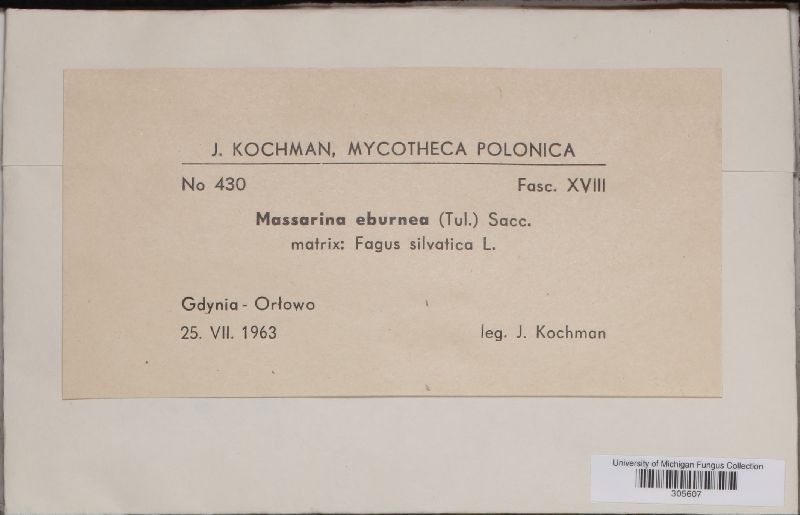 J. KOCHMAN, MYCOTHECA POLONICA
No 430 Fasc. XVIII
Massarina eburnea (Tul.) Sacc.
matrix: Fagus silvatica L.
Gdynia - Orłowo
25. VII. 1963 leg. J. Kochman
University of Michigan Fungus Collection
305607